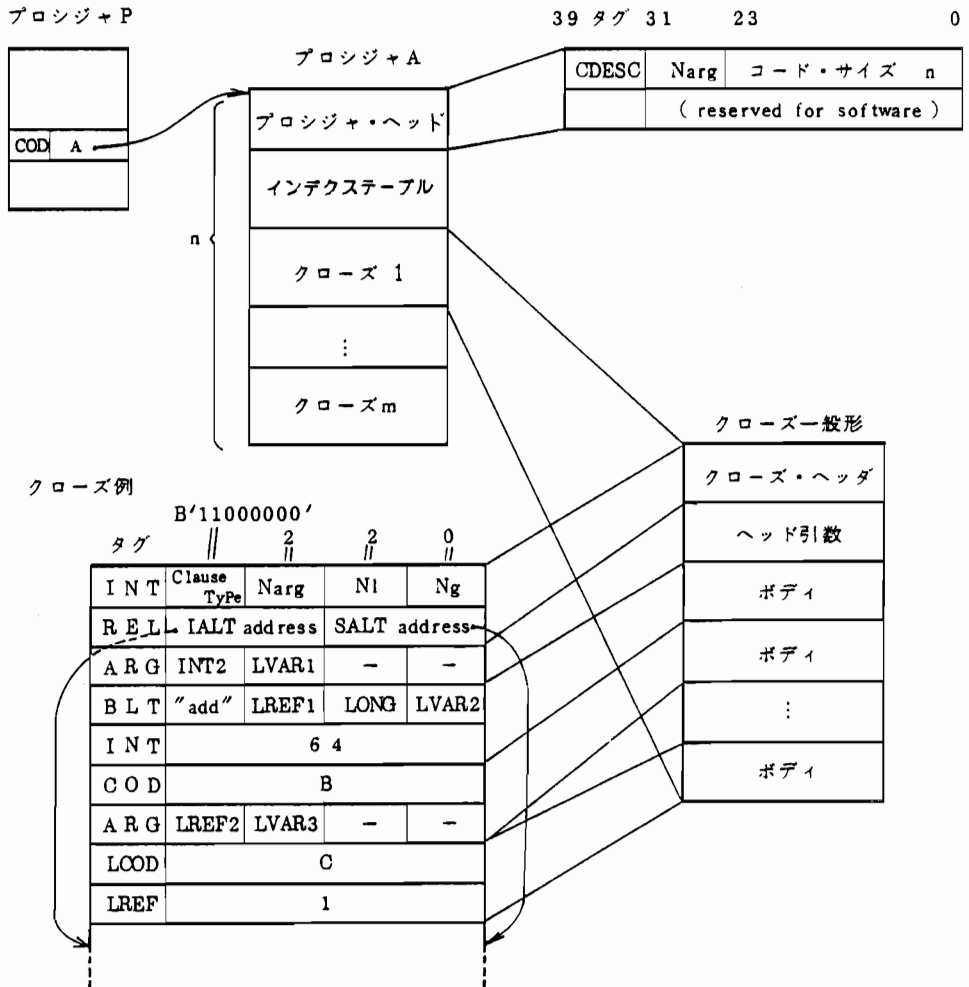 プロシジャP
39 タグ 31 23 0
プロシジャA
CDESC Narg コード・サイズ n
(reserved for software)
プロシジャ・ヘッド
COD A
インデクステーブル
n
クローズ 1
⋮
クローズm
クローズ一般形
クローズ・ヘッダ
ヘッド引数
ボディ
ボディ
⋮
ボディ
クローズ例
B'11000000'
タグ 2 2 0
INT Clause TyPe Narg Nl Ng
REL IALT address SALT address
ARG INT2 LVAR1 - -
BLT "add" LREF1 LONG LVAR2
INT 64
COD B
ARG LREF2 LVAR3 - -
LCOD C
LREF 1